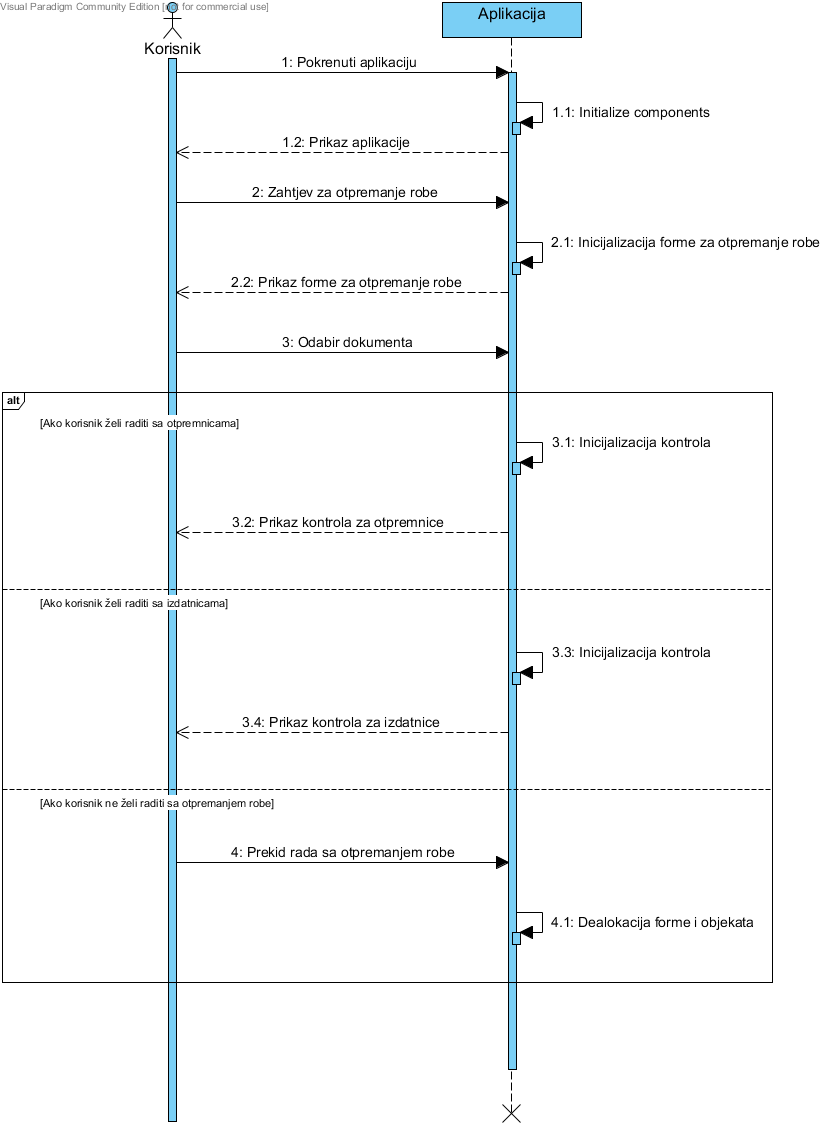 Visual Paradigm Community Edition [not for commercial use]
Aplikacija
Korisnik
1: Pokrenuti aplikaciju
1.1: Initialize components
1.2: Prikaz aplikacije
2: Zahtjev za otpremanje robe
2.1: Inicijalizacija forme za otpremanje robe
2.2: Prikaz forme za otpremanje robe
3: Odabir dokumenta
alt
[Ako korisnik želi raditi sa otpremnicama]
3.1: Inicijalizacija kontrola
3.2: Prikaz kontrola za otpremnice
[Ako korisnik želi raditi sa izdatnicama]
3.3: Inicijalizacija kontrola
3.4: Prikaz kontrola za izdatnice
[Ako korisnik ne želi raditi sa otpremanjem robe]
4: Prekid rada sa otpremanjem robe
4.1: Dealokacija forme i objekata